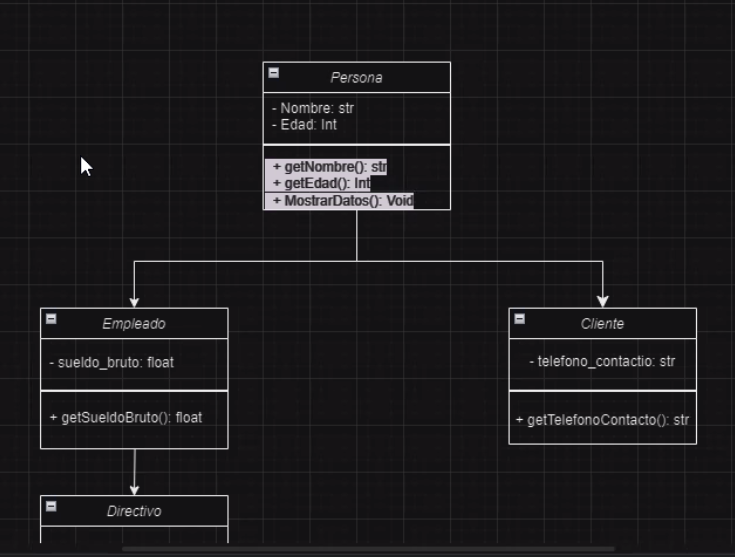 Persona
- Nombre: str
- Edad: Int
+ getNombre(): str
+ getEdad(): Int
+ MostrarDatos(): Void
Empleado
- sueldo_bruto: float
+ getSueldoBruto(): float
Cliente
- telefono_contactio: str
+ getTelefonoContacto(): str
Directivo